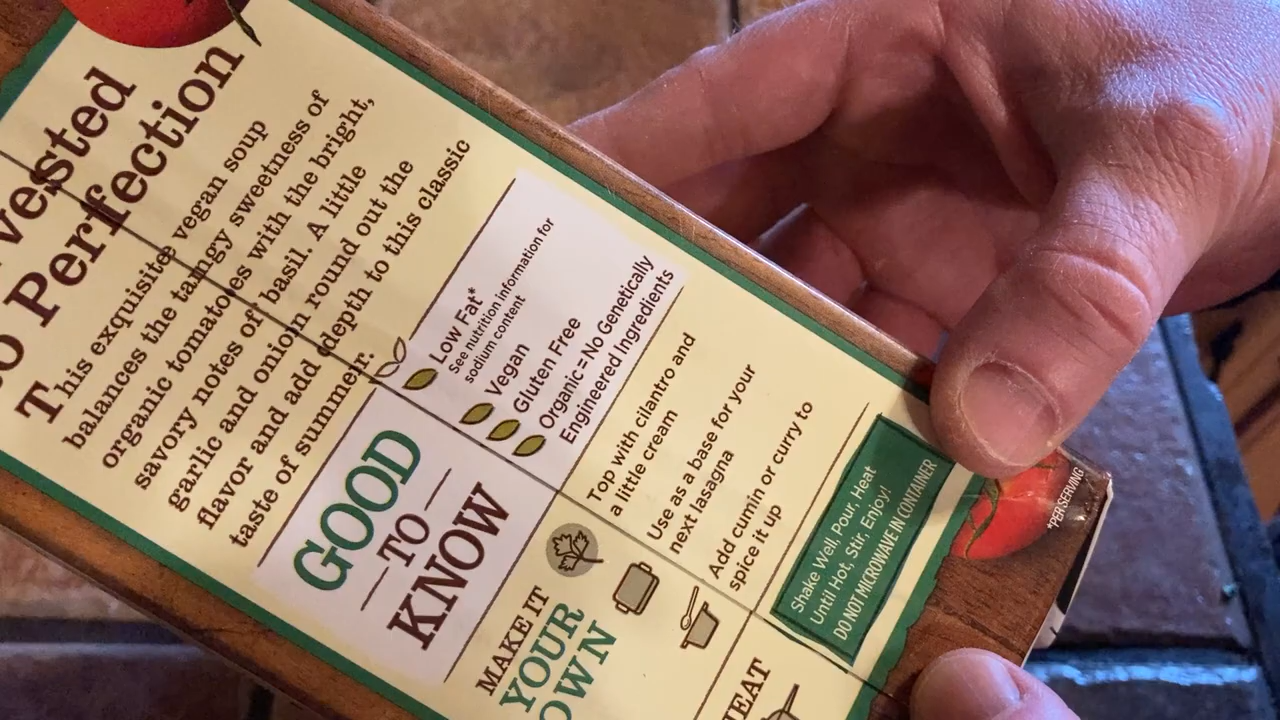 vested
to Perfection
This exquisite vegan soup
balances the tangy sweetness of
organic tomatoes with the bright,
savory notes of basil. A little
garlic and onion round out the
flavor and add depth to this classic
taste of summer.
GOOD
TO
KNOW
Low Fat*
See nutrition information for
sodium content
Vegan
Gluten Free
Organic = No Genetically
Engineered Ingredients
MAKE IT
YOUR
OWN
Top with cilantro and
a little cream
Use as a base for your
next lasagna
Add cumin or curry to
spice it up
HEAT
Shake Well, Pour, Heat
Until Hot, Stir, Enjoy!
DO NOT MICROWAVE IN CONTAINER
*PER SERVING